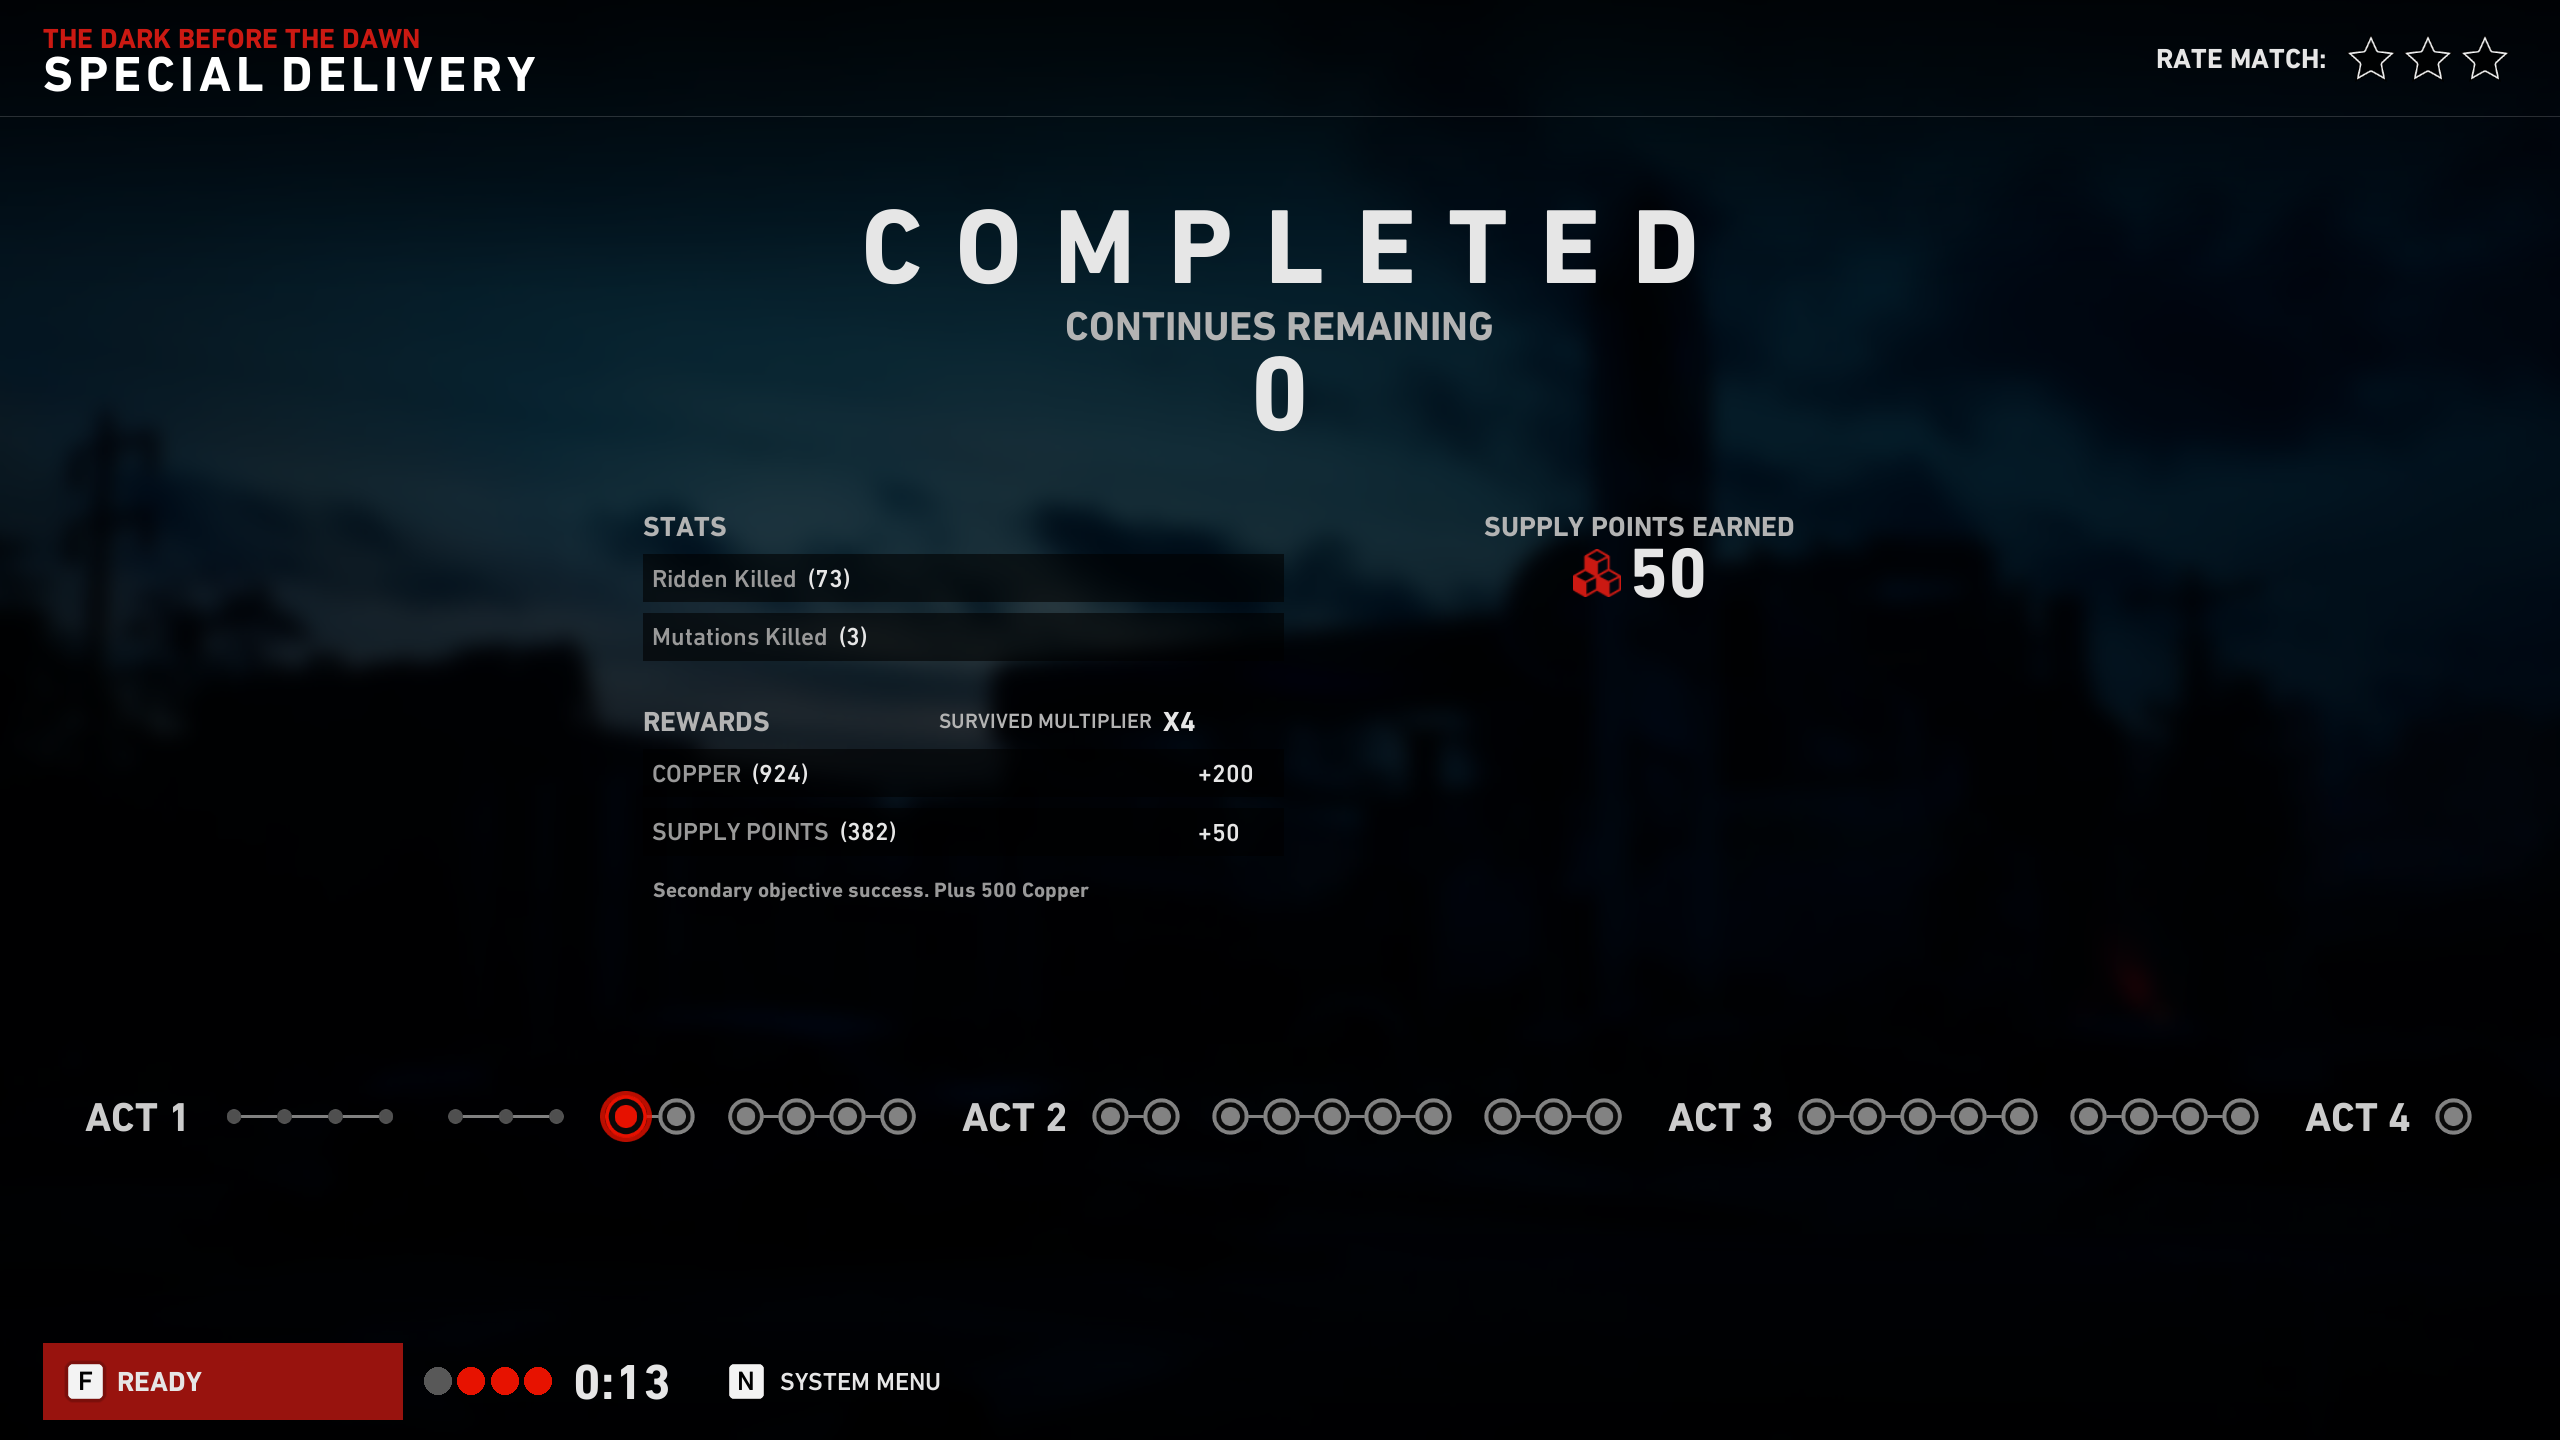 THE DARK BEFORE THE DAWN
SPECIAL DELIVERY
RATE MATCH:
COMPLETED
CONTINUES REMAINING
0
STATS
Ridden Killed (73)
Mutations Killed (3)
SUPPLY POINTS EARNED
50
REWARDS SURVIVED MULTIPLIER X4
COPPER (924) +200
SUPPLY POINTS (382) +50
Secondary objective success. Plus 500 Copper
ACT 1 ACT 2 ACT 3 ACT 4
F READY 0:13 N SYSTEM MENU